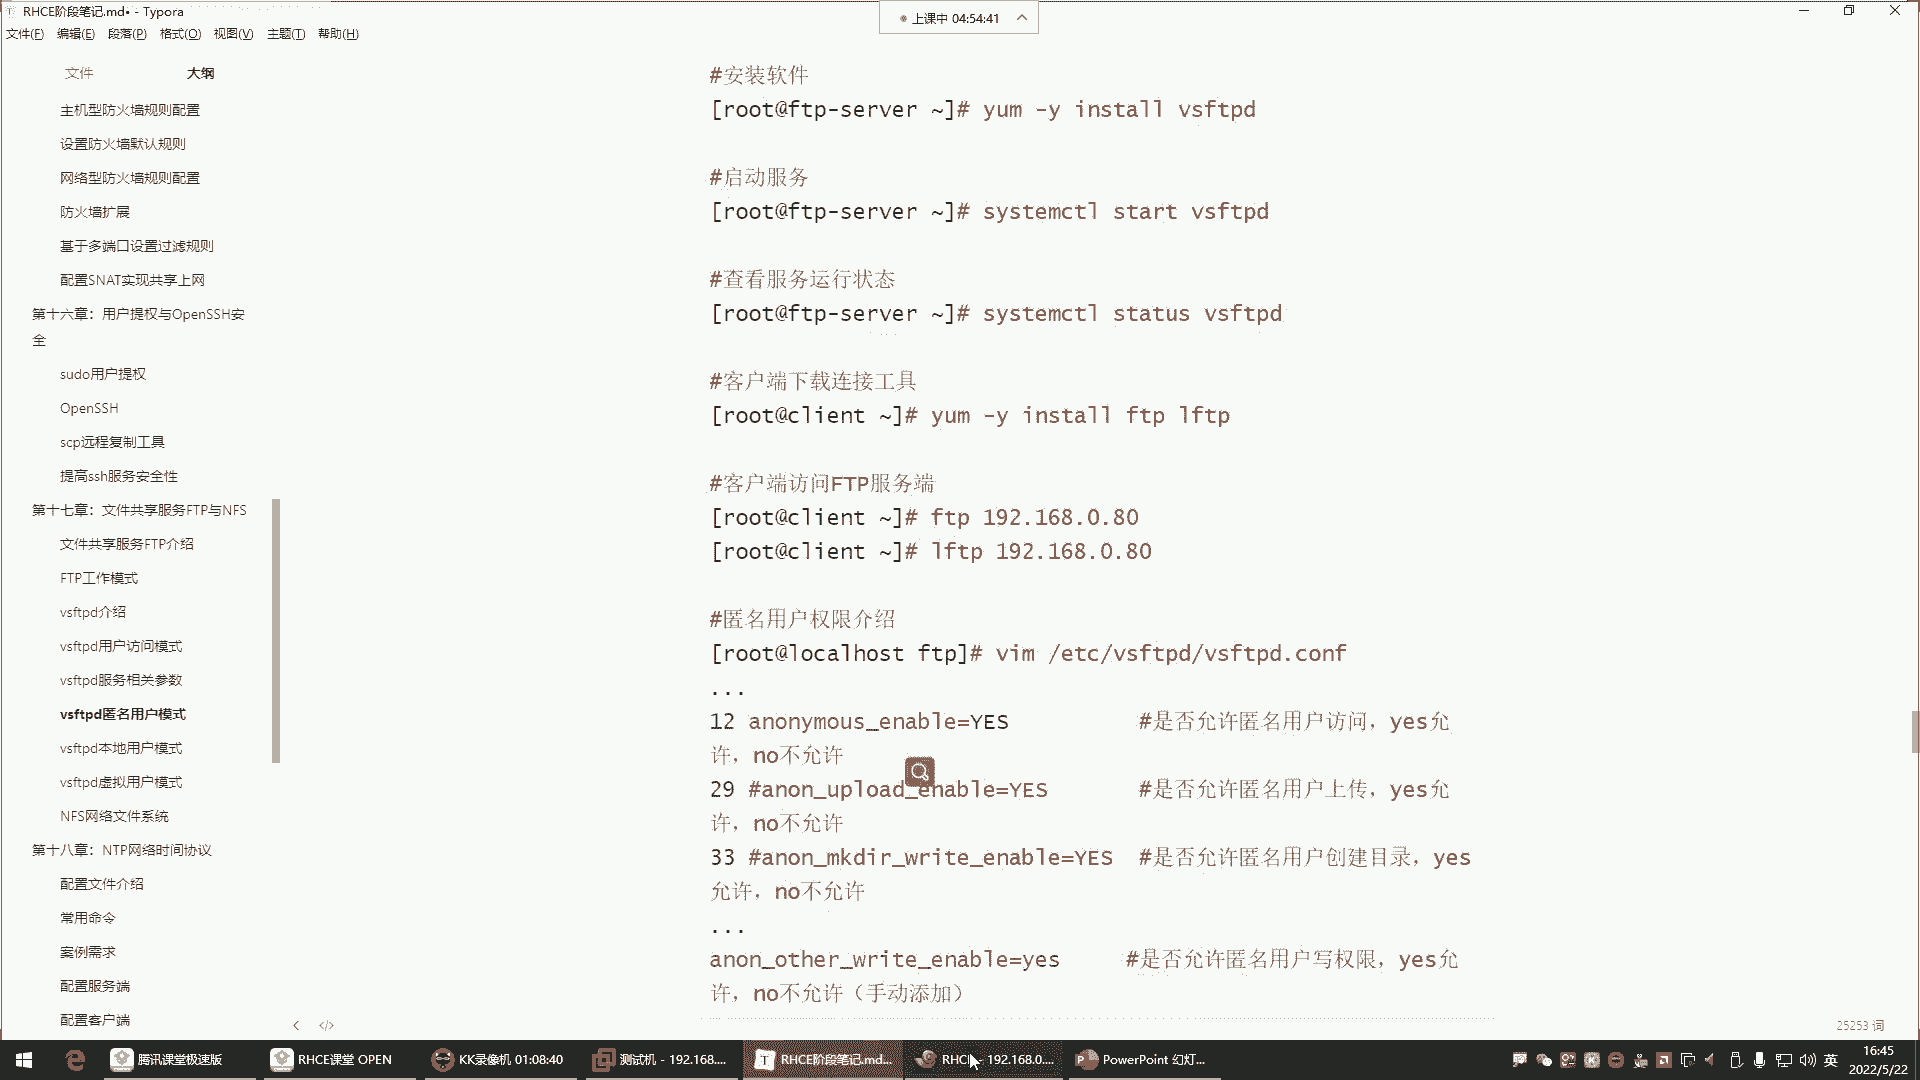 RHCE阶段笔记.md• - Typora
上课中 04:54:41
文件(F) 编辑(E) 段落(P) 格式(O) 视图(V) 主题(T) 帮助(H)
文件 大纲
主机型防火墙规则配置
设置防火墙默认规则
网络型防火墙规则配置
防火墙扩展
基于多端口设置过滤规则
配置SNAT实现共享上网
第十六章：用户提权与OpenSSH安
全
sudo用户提权
OpenSSH
scp远程复制工具
提高ssh服务安全性
第十七章：文件共享服务FTP与NFS
文件共享服务FTP介绍
FTP工作模式
vsftpd介绍
vsftpd用户访问模式
vsftpd服务相关参数
vsftpd匿名用户模式
vsftpd本地用户模式
vsftpd虚拟用户模式
NFS网络文件系统
第十八章：NTP网络时间协议
配置文件介绍
常用命令
案例需求
配置服务端
配置客户端
#安装软件
[root@ftp-server ~]# yum -y install vsftpd
#启动服务
[root@ftp-server ~]# systemctl start vsftpd
#查看服务运行状态
[root@ftp-server ~]# systemctl status vsftpd
#客户端下载连接工具
[root@client ~]# yum -y install ftp lftp
#客户端访问FTP服务端
[root@client ~]# ftp 192.168.0.80
[root@client ~]# lftp 192.168.0.80
#匿名用户权限介绍
[root@localhost ftp]# vim /etc/vsftpd/vsftpd.conf
...
12 anonymous_enable=YES #是否允许匿名用户访问，yes允
许，no不允许
29 #anon_upload_enable=YES #是否允许匿名用户上传，yes允
许，no不允许
33 #anon_mkdir_write_enable=YES #是否允许匿名用户创建目录，yes
允许，no不允许
...
anon_other_write_enable=yes #是否允许匿名用户写权限，yes允
许，no不允许（手动添加）
25253 词
腾讯课堂极速版 RHCE课堂 OPEN KK录像机 01:08:40 测试机 - 192.168.... RHCE阶段笔记.md... RHC - 192.168.0.... PowerPoint 幻灯... 英 16:45
2022/5/22